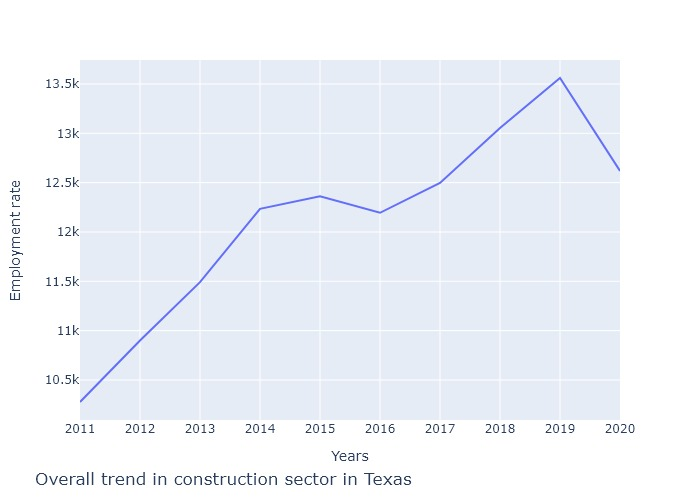 13.5k
13k
12.5k
12k
11.5k
11k
10.5k
Employment rate
2011 2012 2013 2014 2015 2016 2017 2018 2019 2020
Years
Overall trend in construction sector in Texas